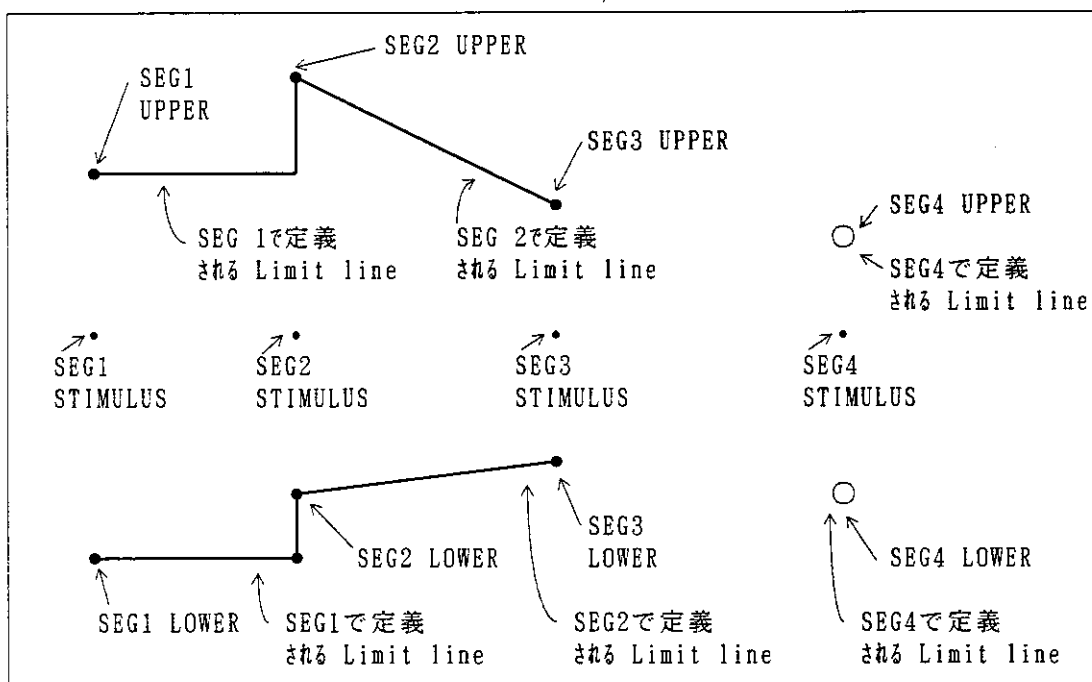 SEG2 UPPER
SEG1
UPPER
SEG3 UPPER
SEG4 UPPER
SEG 1で定義
される Limit line
SEG 2で定義
される Limit line
SEG4で定義
される Limit line
SEG1
STIMULUS
SEG2
STIMULUS
SEG3
STIMULUS
SEG4
STIMULUS
SEG3
LOWER
SEG2 LOWER
SEG4 LOWER
SEG1 LOWER
SEG1で定義
される Limit line
SEG2で定義
される Limit line
SEG4で定義
される Limit line